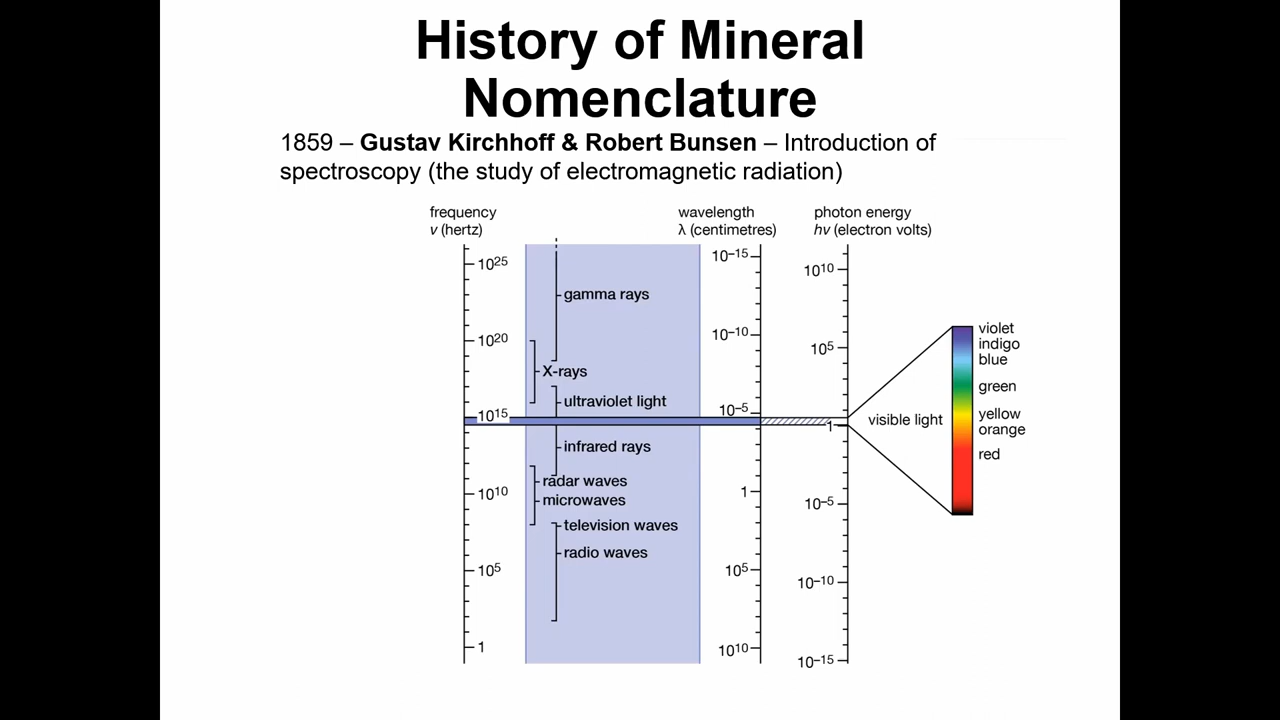 History of Mineral
Nomenclature
1859 – Gustav Kirchhoff & Robert Bunsen – Introduction of
spectroscopy (the study of electromagnetic radiation)
frequency
ν (hertz)
wavelength
λ (centimetres)
photon energy
hν (electron volts)
10²⁵
10²⁰
10¹⁵
10¹⁰
10⁵
1
gamma rays
X-rays
ultraviolet light
infrared rays
radar waves
microwaves
television waves
radio waves
10⁻¹⁵
10⁻¹⁰
10⁻⁵
1
10⁵
10¹⁰
10¹⁰
10⁵
1
10⁻⁵
10⁻¹⁰
10⁻¹⁵
visible light
violet
indigo
blue
green
yellow
orange
red